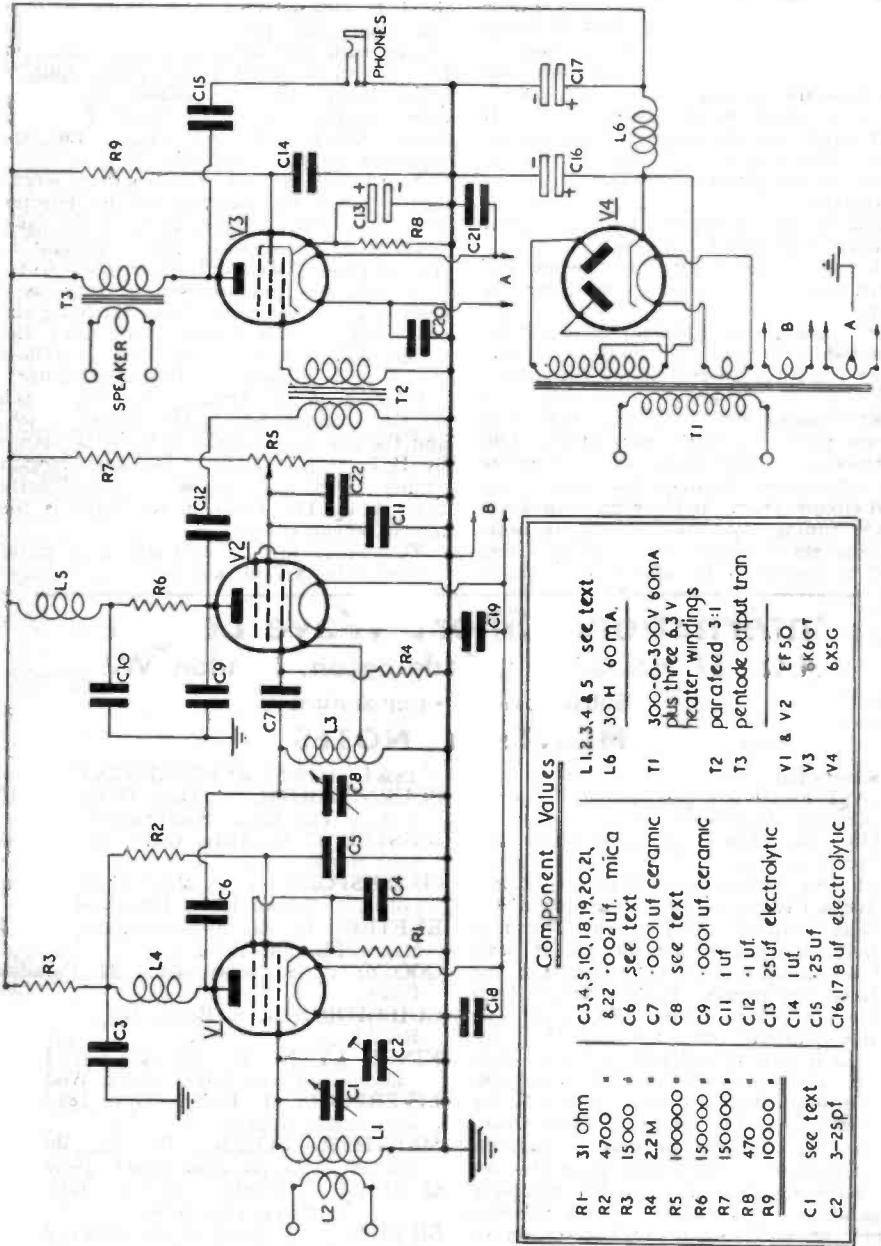 R3
C3
L4
V1
R2
C6
C5
C4
R1
C1
C2
L1
L2
C18
L5
C10
R6
C9
V2
C7
L3
C8
R4
C19
C12
R7
R5
C22
C11
B
T2
T3
SPEAKER
R9
C15
V3
C14
C13
R8
C20
C21
A
PHONES
C16
C17
L6
V4
T1
B
A
Component Values
R1- 31 ohm
R2 4700 "
R3 15000 "
R4 2.2 M "
R5 100000 "
R6 150000 "
R7 150000 "
R8 470 "
R9 10000 "
C1 see text
C2 3-25pf
C3,4,5,10,18,19,20,21,
&22 ·002 uf. mica
C6 see text
C7 ·0001 uf ceramic
C8 see text
C9 ·0001 uf. ceramic
C11 1 uf
C12 ·1 uf.
C13 25 uf electrolytic
C14 1 uf.
C15 ·25 uf
C16,17 8 uf electrolytic
L1,2,3,4,&5 see text
L6 30 H 60 mA.
T1 300-0-300 V 60mA
plus three 6.3 V
heater windings
T2 parafeed 3:1
T3 pentode output tran
V1 & V2 EF50
V3 6K6GT
V4 6X5G